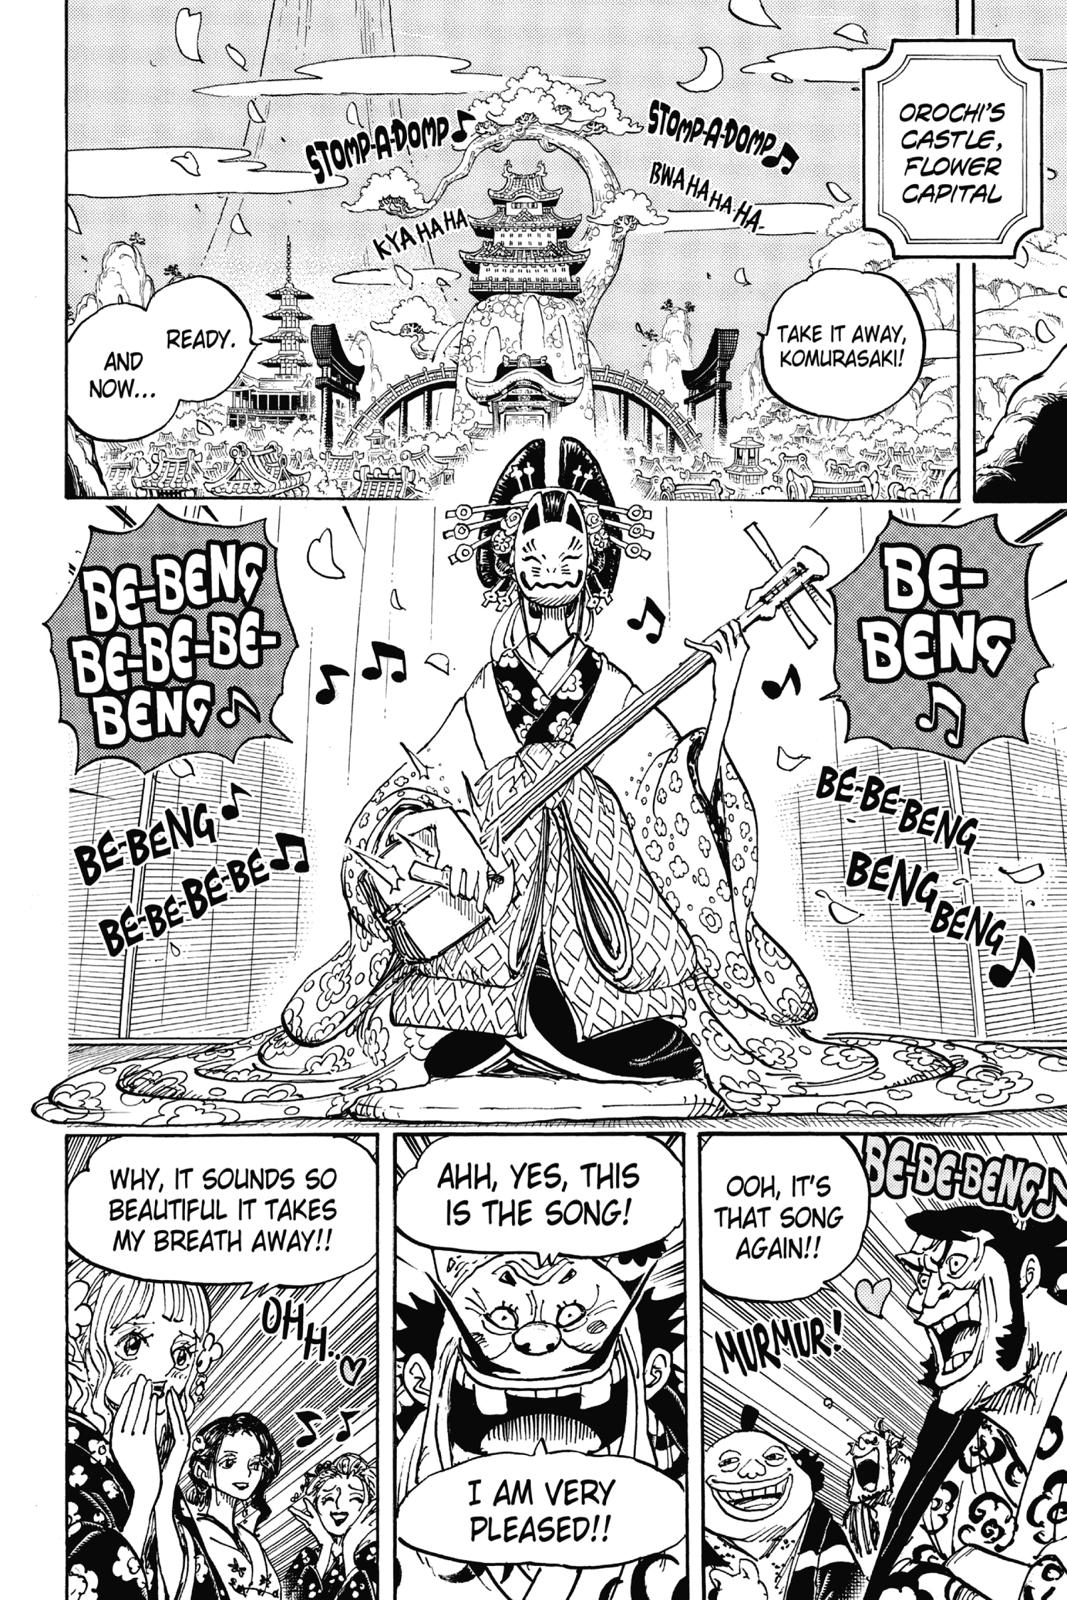 OROCHI'S
CASTLE,
FLOWER
CAPITAL
STOMP-A-DOMP
STOMP-A-DOMP
BWA HA HA HA-
KYA HA HA
TAKE IT AWAY,
KOMURASAKI!
READY.
AND
NOW...
BE-
BENG
BE-BENG
BE-BE-BE-
BENG
BE-BE-BENG
BENG BENG
BENG
BE-BENG
BE-BE-BE-BE
BE-BE-BENG
OOH, IT'S
THAT SONG
AGAIN!!
MURMUR!
AHH, YES, THIS
IS THE SONG!
I AM VERY
PLEASED!!
WHY, IT SOUNDS SO
BEAUTIFUL IT TAKES
MY BREATH AWAY!!
OHH..